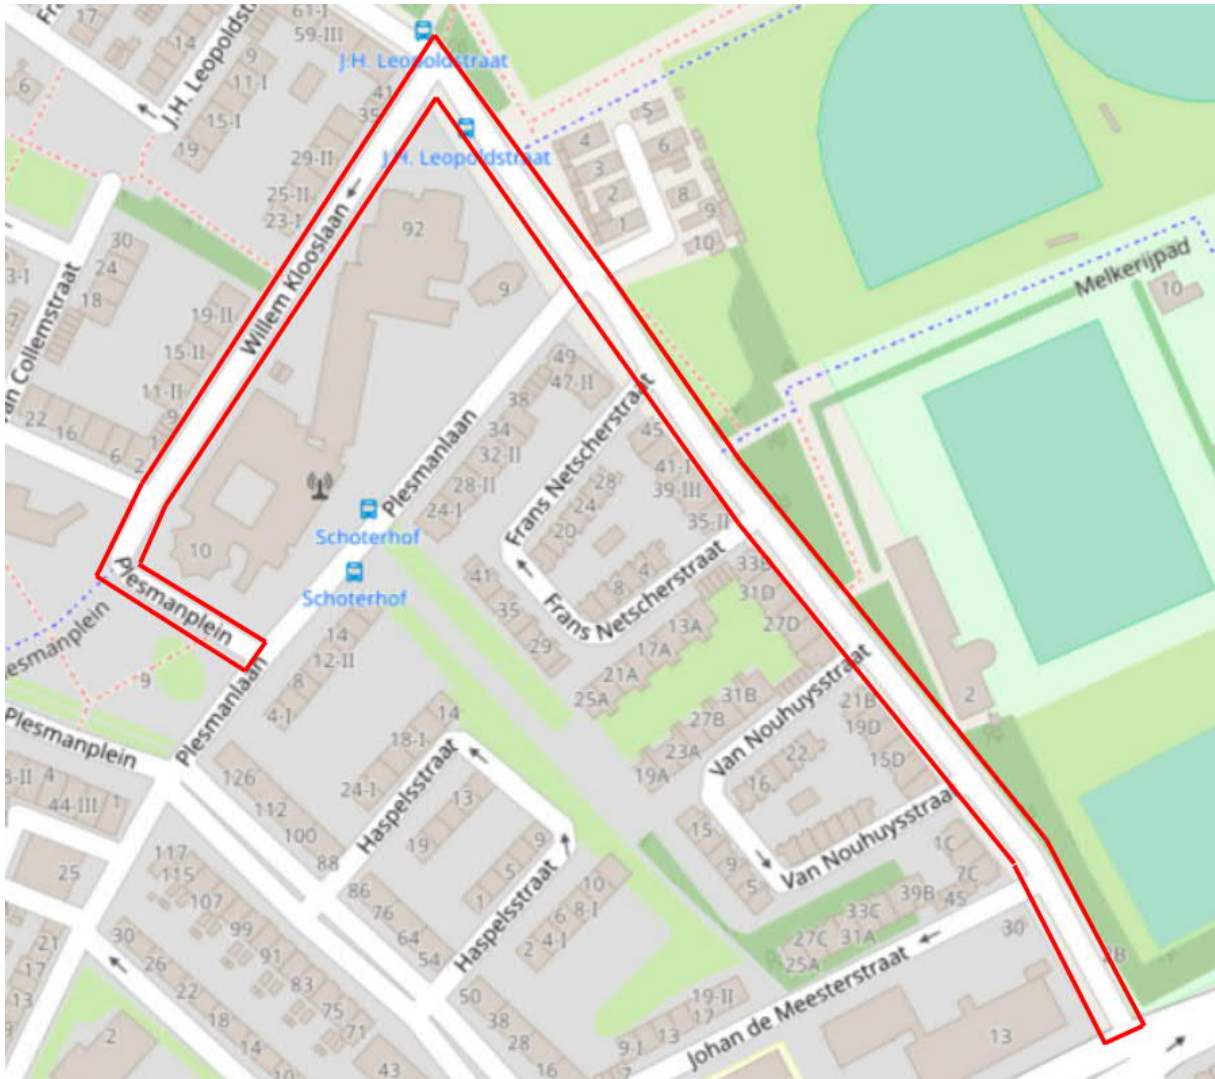 17
61-I
59-III
14
9
J.H. Leopoldstraat
11-I
6
15-I
19
J.H. Leopoldstraat
41
35
5
4
6
3
29-II
J.H. Leopoldstraat
2
8
25-II
23-I
1
9
10
92
30
24
3-I
18
9
Melkerijpad
10
Willem Klooslaan
19-II
15-II
11-II
9
1
22
16
6
2
49
47-II
38
34
32-II
28-II
24-I
45
41-I
39-III
35-II
Frans Netscherstraat
28
24
20
Plesmanlaan
Schoterhof
Schoterhof
10
8
4
Frans Netscherstraat
41
35
29
33B
31D
27D
13A
17A
21A
25A
31B
27B
23A
19A
Plesmanplein
9
14
12-II
8
4-I
Plesmanlaan
Plesmanplein
2
21B
19D
15D
Van Nouhuysstraat
22
16
Van Nouhuysstraat
15
9
5
1C
7C
45
39B
33C
31A
27C
25A
30
14
18-I
24-I
13
19
Haspelsstraat
9
5
1
Haspelsstraat
10
8-I
6
4-I
2
126
112
100
88
86
76
64
54
4
44-III
1
25
117
115
107
99
91
83
75
71
21
17
13
30
26
22
18
14
10
2
43
50
38
28
16
19-II
17
13
9-I
Johan de Meesterstraat
13